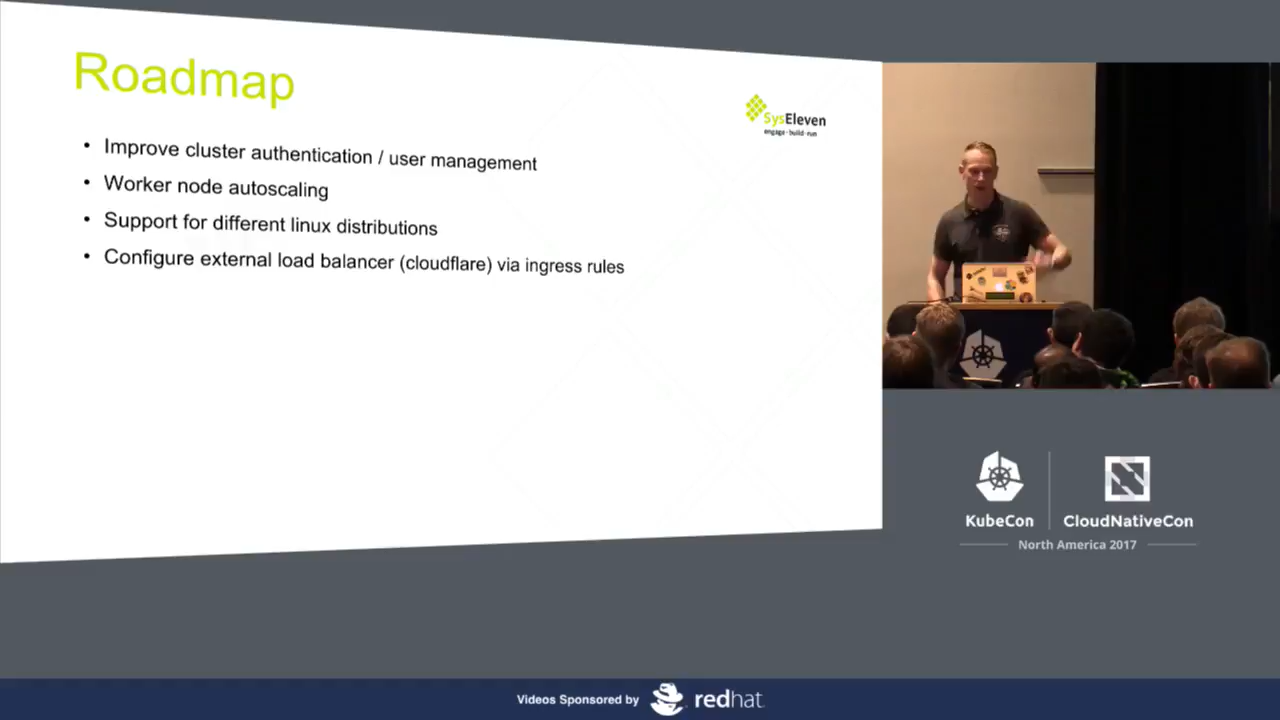 Roadmap
SysEleven
engage·build·run
• Improve cluster authentication / user management
• Worker node autoscaling
• Support for different linux distributions
• Configure external load balancer (cloudflare) via ingress rules
KubeCon
CloudNativeCon
North America 2017
Videos Sponsored by
redhat.